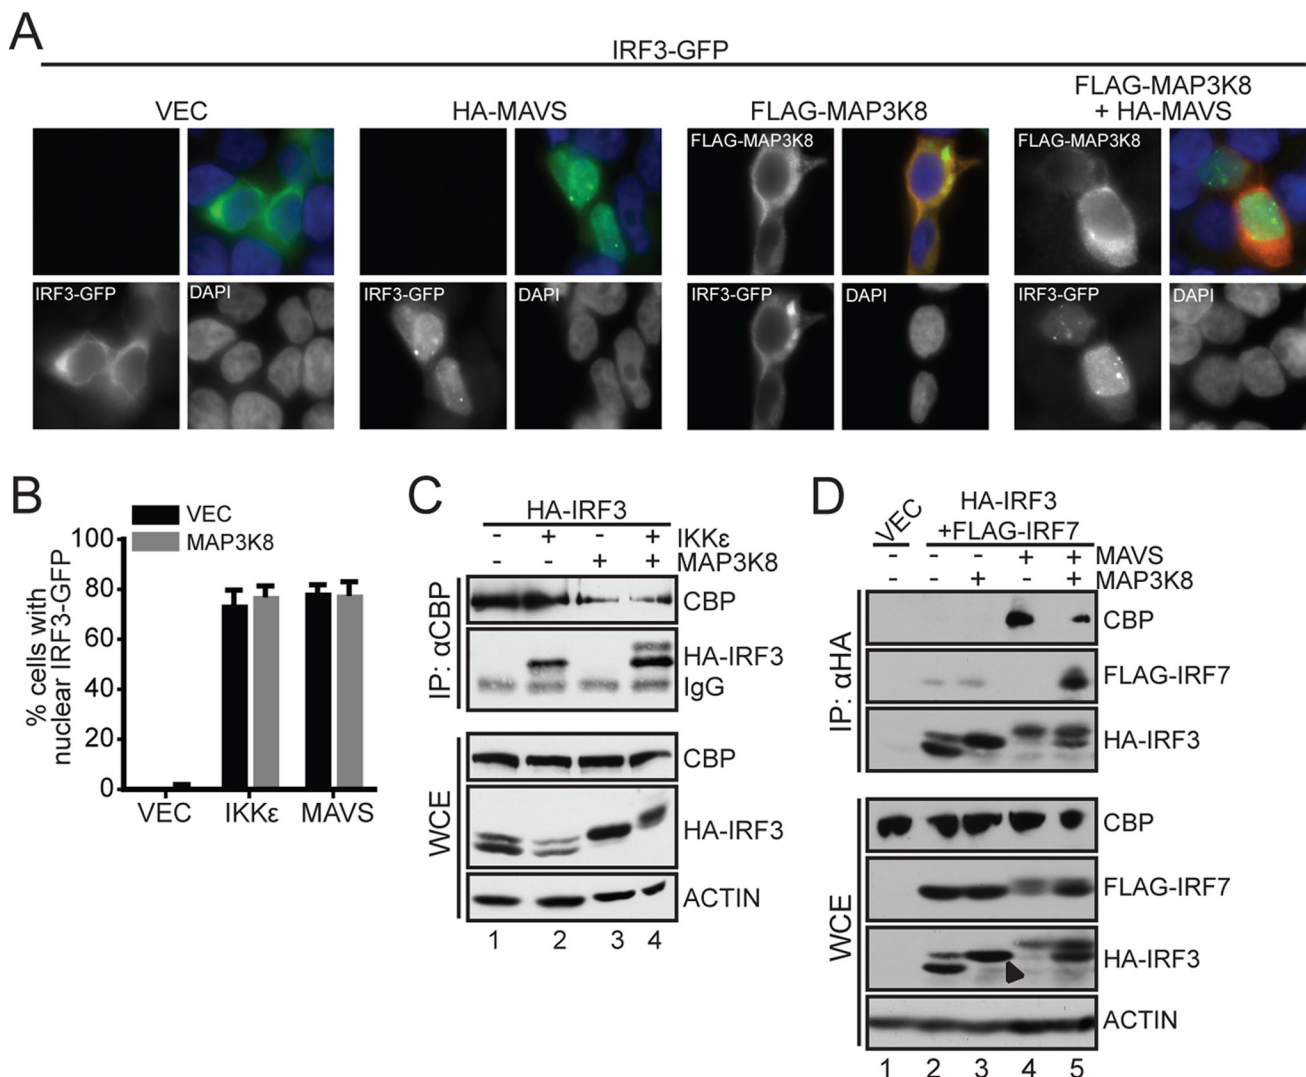 A
IRF3-GFP
VEC
HA-MAVS
FLAG-MAP3K8
FLAG-MAP3K8
+ HA-MAVS
FLAG-MAP3K8
FLAG-MAP3K8
IRF3-GFP
DAPI
IRF3-GFP
DAPI
IRF3-GFP
DAPI
IRF3-GFP
DAPI
B
VEC
MAP3K8
% cells with
nuclear IRF3-GFP
100
80
60
40
20
0
VEC IKKε MAVS
C
HA-IRF3
- + - + IKKε
- - + + MAP3K8
IP: αCBP
CBP
HA-IRF3
IgG
WCE
CBP
HA-IRF3
ACTIN
1 2 3 4
D
VEC
HA-IRF3
+FLAG-IRF7
- - - + + MAVS
- - + - + MAP3K8
IP: αHA
CBP
FLAG-IRF7
HA-IRF3
WCE
CBP
FLAG-IRF7
HA-IRF3
ACTIN
1 2 3 4 5